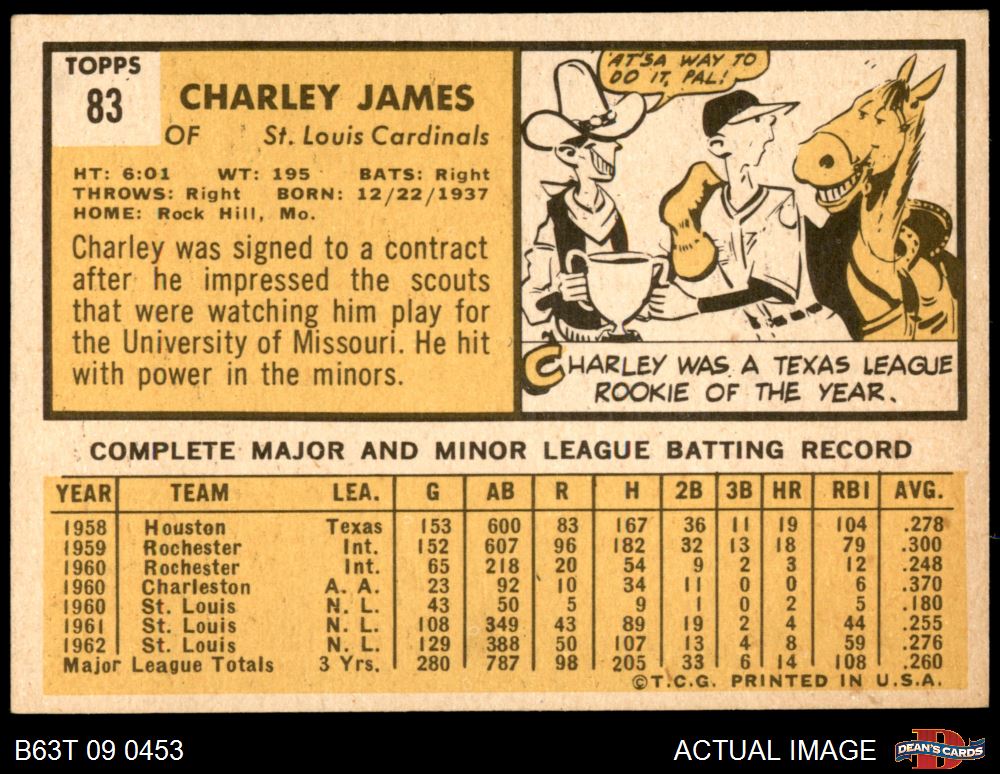 TOPPS
83
CHARLEY JAMES
OF St. Louis Cardinals
HT: 6:01 WT: 195 BATS: Right
THROWS: Right BORN: 12/22/1937
HOME: Rock Hill, Mo.
Charley was signed to a contract
after he impressed the scouts
that were watching him play for
the University of Missouri. He hit
with power in the minors.
'AT'SA WAY TO
DO IT, PAL!
CHARLEY WAS A TEXAS LEAGUE
ROOKIE OF THE YEAR.
COMPLETE MAJOR AND MINOR LEAGUE BATTING RECORD
YEAR TEAM LEA. G AB R H 2B 3B HR RBI AVG.
1958 Houston Texas 153 600 83 167 36 11 19 104 .278
1959 Rochester Int. 152 607 96 182 32 13 18 79 .300
1960 Rochester Int. 65 218 20 54 9 2 3 12 .248
1960 Charleston A. A. 23 92 10 34 11 0 0 6 .370
1960 St. Louis N. L. 43 50 5 9 1 0 2 5 .180
1961 St. Louis N. L. 108 349 43 89 19 2 4 44 .255
1962 St. Louis N. L. 129 388 50 107 13 4 8 59 .276
Major League Totals 3 Yrs. 280 787 98 205 33 6 14 108 .260
©T.C.G. PRINTED IN U.S.A.
B63T 09 0453
ACTUAL IMAGE
D
DEAN'S CARDS